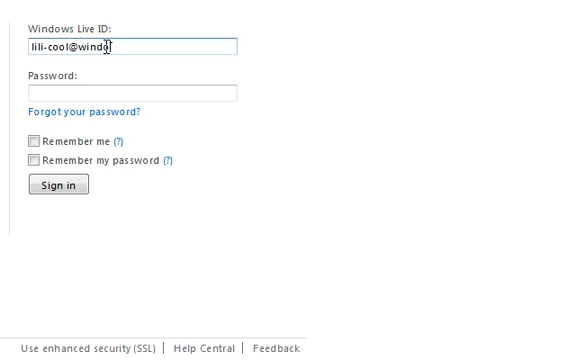 Windows Live ID:
lili-cool@windo
Password:
Forgot your password?
Remember me (?)
Remember my password (?)
Sign in
Use enhanced security (SSL) | Help Central | Feedback